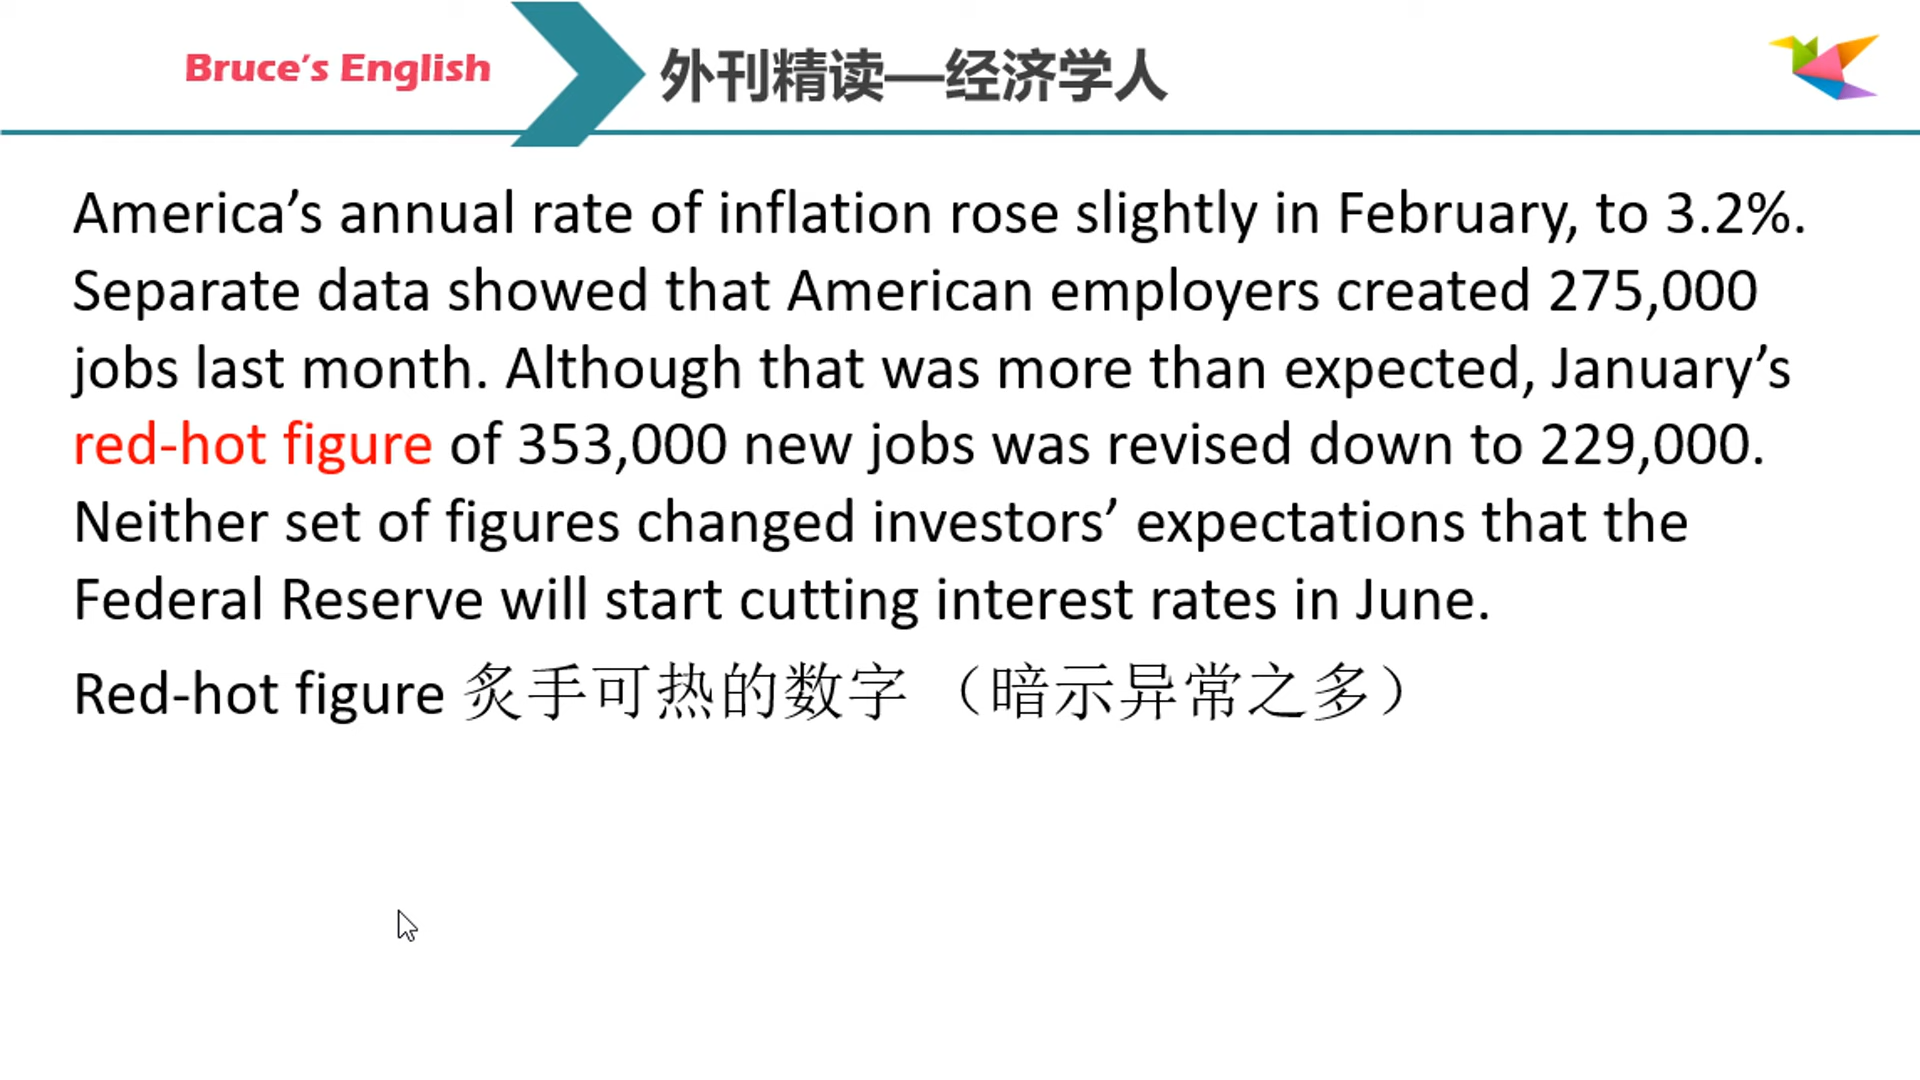 Bruce's English
外刊精读—经济学人
America’s annual rate of inflation rose slightly in February, to 3.2%.
Separate data showed that American employers created 275,000
jobs last month. Although that was more than expected, January’s
red-hot figure of 353,000 new jobs was revised down to 229,000.
Neither set of figures changed investors’ expectations that the
Federal Reserve will start cutting interest rates in June.
Red-hot figure 炙手可热的数字 （暗示异常之多）